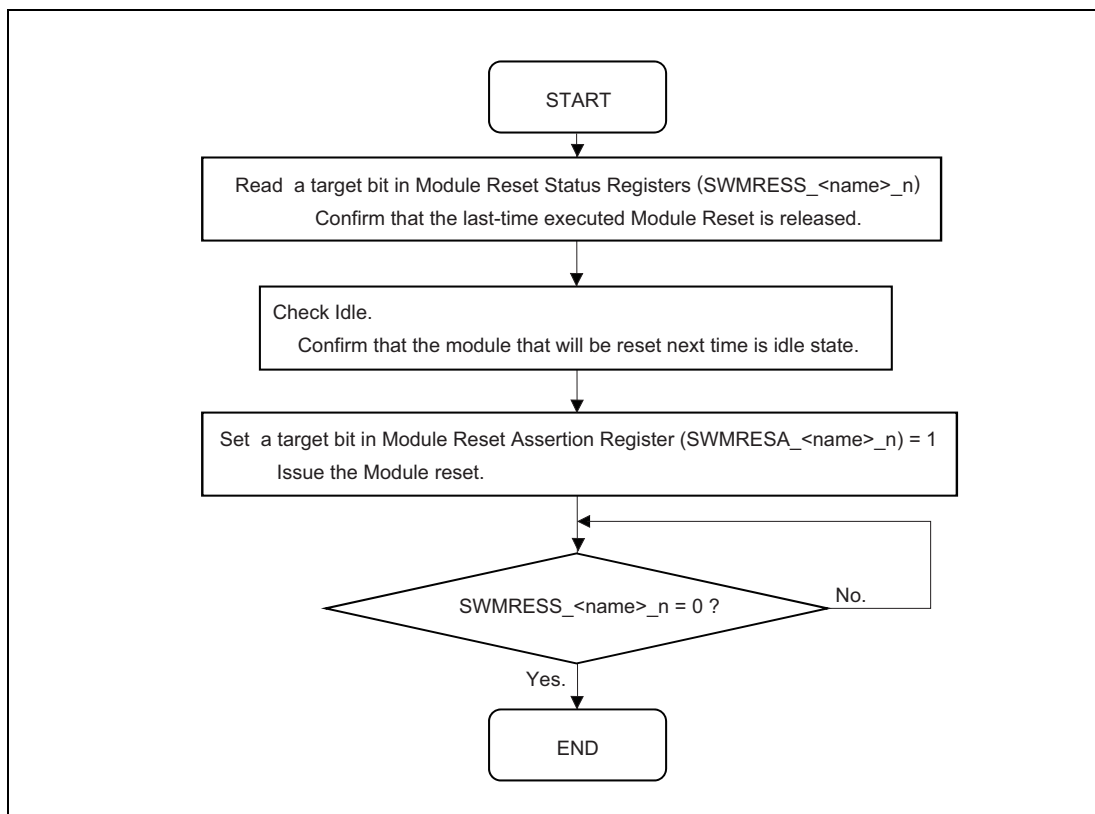 START
Read a target bit in Module Reset Status Registers (SWMRESS_<name>_n)
Confirm that the last-time executed Module Reset is released.
Check Idle.
Confirm that the module that will be reset next time is idle state.
Set a target bit in Module Reset Assertion Register (SWMRESA_<name>_n) = 1
Issue the Module reset.
SWMRESS_<name>_n = 0 ?
No.
Yes.
END